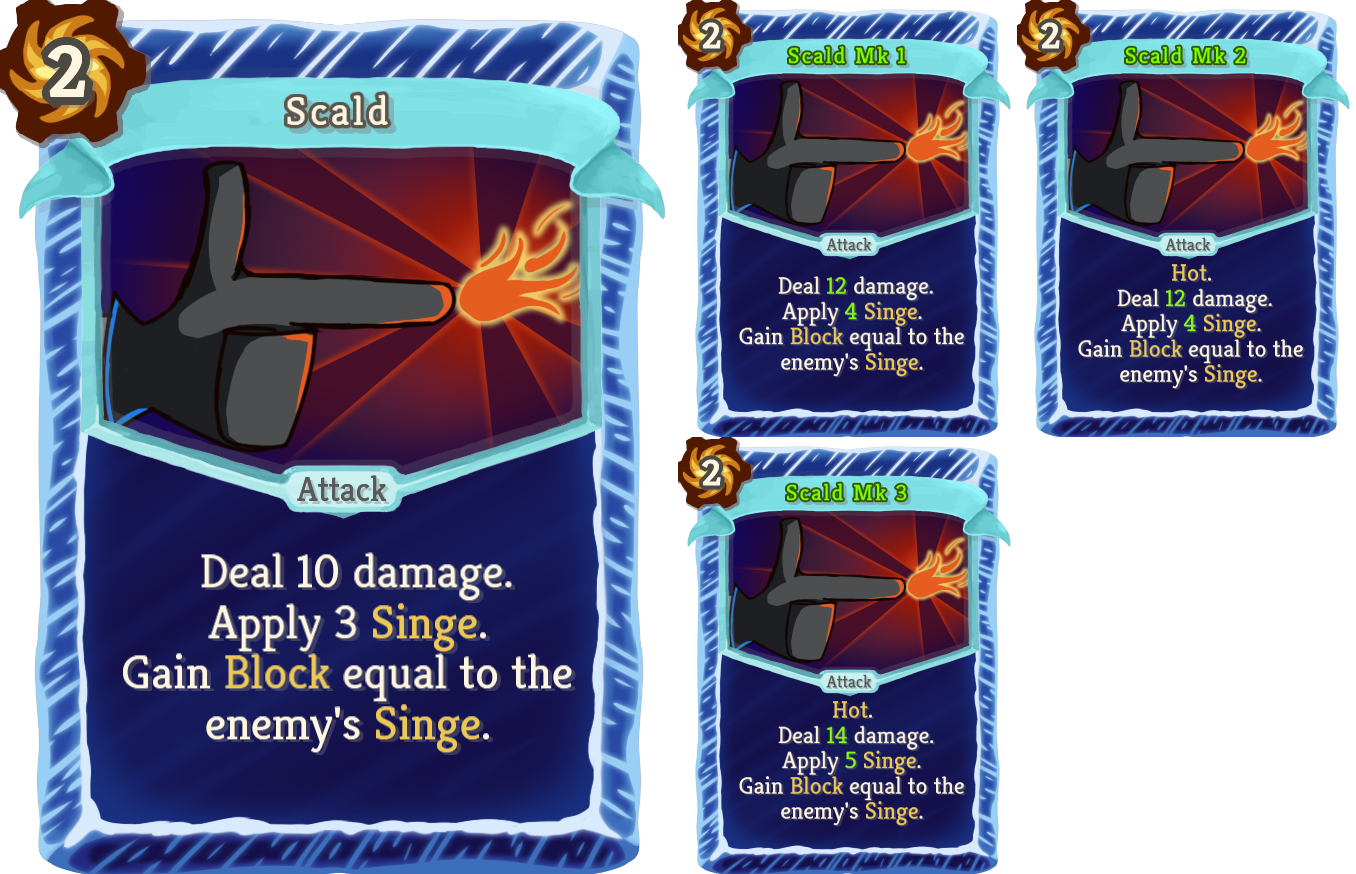 2
Scald
Attack
Deal 10 damage.
Apply 3 Singe.
Gain Block equal to the
enemy's Singe.
2
Scald Mk 1
Attack
Deal 12 damage.
Apply 4 Singe.
Gain Block equal to the
enemy's Singe.
2
Scald Mk 2
Attack
Hot.
Deal 12 damage.
Apply 4 Singe.
Gain Block equal to the
enemy's Singe.
2
Scald Mk 3
Attack
Hot.
Deal 14 damage.
Apply 5 Singe.
Gain Block equal to the
enemy's Singe.